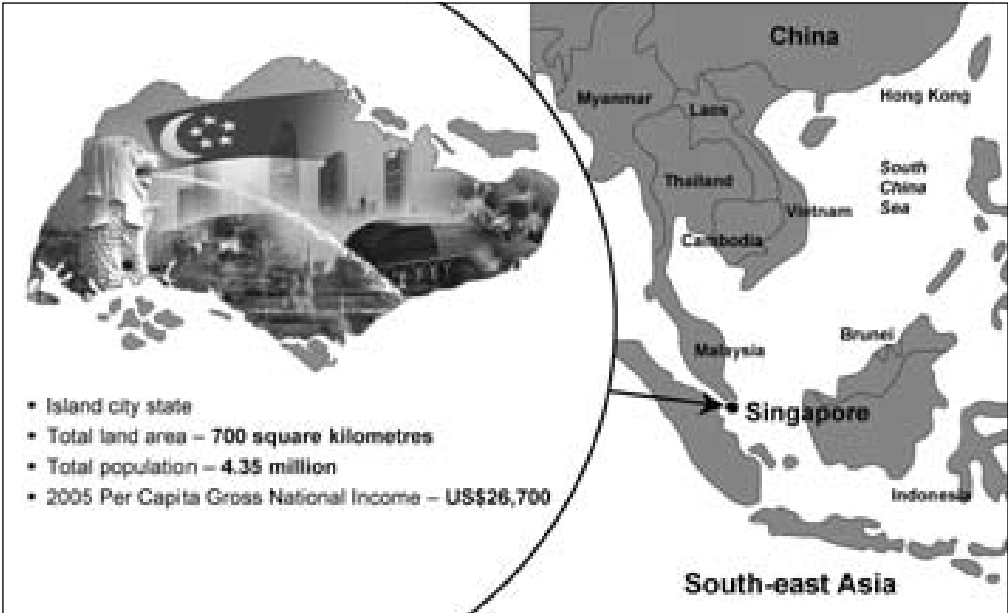 • Island city state
• Total land area – 700 square kilometres
• Total population – 4.35 million
• 2005 Per Capita Gross National Income – US$26,700
China
Myanmar
Laos
Hong Kong
Thailand
South
China
Sea
Vietnam
Cambodia
Malaysia
Brunei
Singapore
Indonesia
South-east Asia